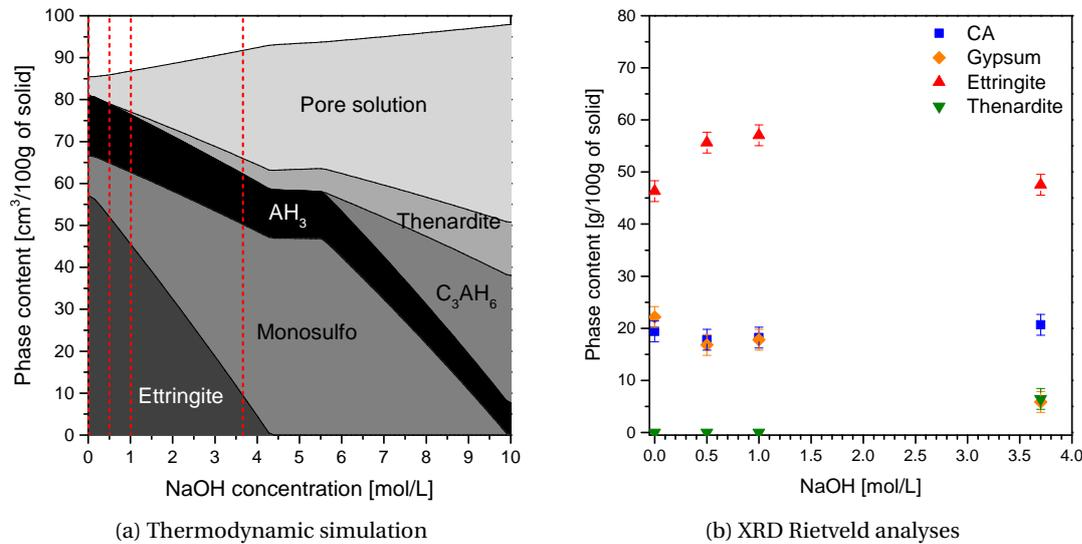 100
90
80
70
60
50
40
30
20
10
0
Phase content [cm³/100g of solid]
Pore solution
AH₃
Thenardite
C₃AH₆
Monosulfo
Ettringite
0 1 2 3 4 5 6 7 8 9 10
NaOH concentration [mol/L]
(a) Thermodynamic simulation
80
70
60
50
40
30
20
10
0
Phase content [g/100g of solid]
CA
Gypsum
Ettringite
Thenardite
0.0 0.5 1.0 1.5 2.0 2.5 3.0 3.5 4.0
NaOH [mol/L]
(b) XRD Rietveld analyses